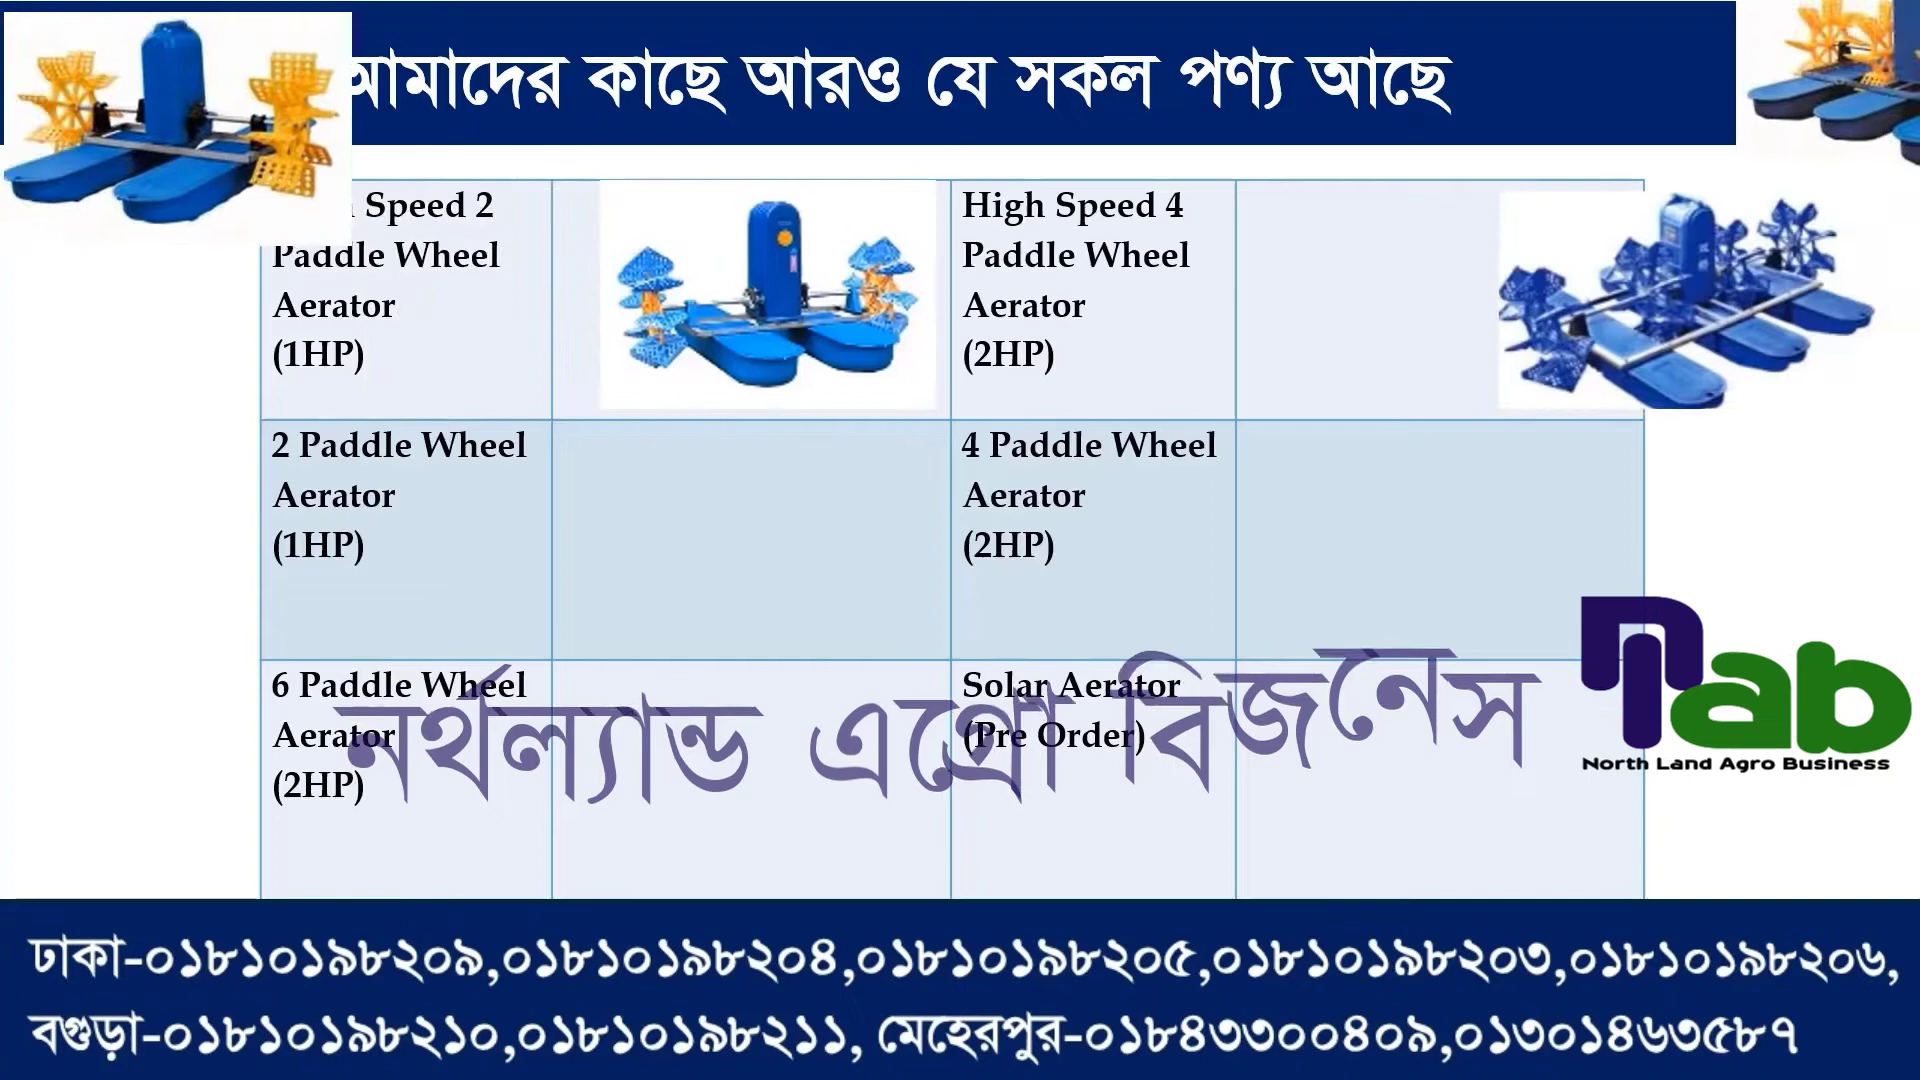 আমাদের কাছে আরও যে সকল পণ্য আছে
Speed 2
Paddle Wheel
Aerator
(1HP)
High Speed 4
Paddle Wheel
Aerator
(2HP)
2 Paddle Wheel
Aerator
(1HP)
4 Paddle Wheel
Aerator
(2HP)
6 Paddle Wheel
Aerator
(2HP)
Solar Aerator
(Pre Order)
নর্থল্যান্ড এগ্রো বিজনেস
nab
North Land Agro Business
ঢাকা-০১৮১০১৯৮২০৯,০১৮১০১৯৮২০৪,০১৮১০১৯৮২০৫,০১৮১০১৯৮২০৩,০১৮১০১৯৮২০৬,
বগুড়া-০১৮১০১৯৮২১০,০১৮১০১৯৮২১১, মেহেরপুর-০১৮৪৩৩০০৪০৯,০১৩০১৪৬৩৫৮৭